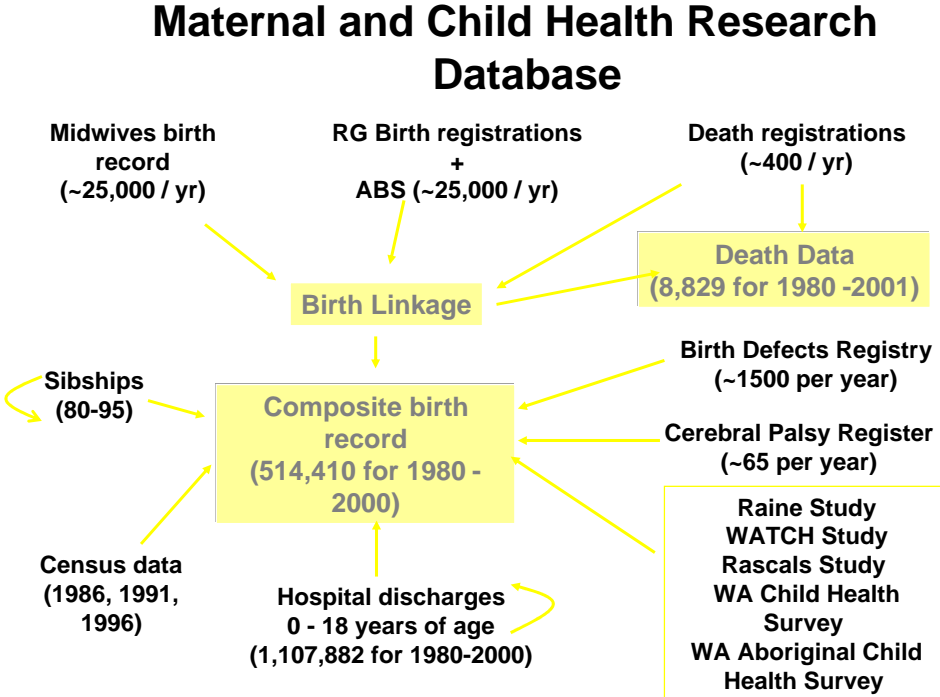 Maternal and Child Health Research
Database
Midwives birth
record
(~25,000 / yr)
RG Birth registrations
+
ABS (~25,000 / yr)
Death registrations
(~400 / yr)
Death Data
(8,829 for 1980 -2001)
Birth Linkage
Birth Defects Registry
(~1500 per year)
Sibships
(80-95)
Composite birth
record
(514,410 for 1980 -
2000)
Cerebral Palsy Register
(~65 per year)
Raine Study
WATCH Study
Rascals Study
WA Child Health
Survey
WA Aboriginal Child
Health Survey
Census data
(1986, 1991,
1996)
Hospital discharges
0 - 18 years of age
(1,107,882 for 1980-2000)